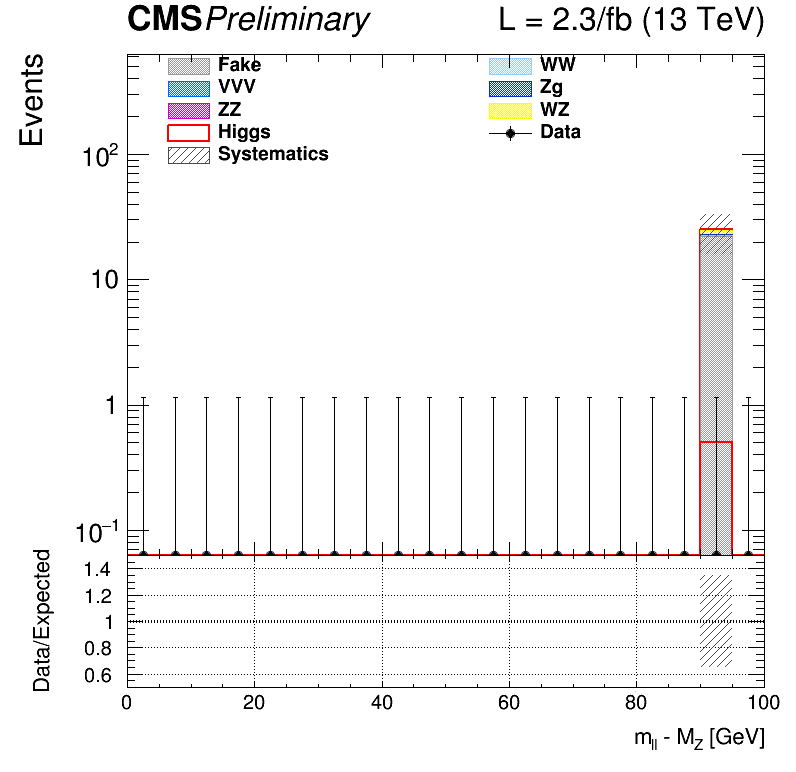 CMS Preliminary L = 2.3/fb (13 TeV)
Events
Fake WW
VVV Zg
ZZ WZ
Higgs Data
Systematics
10²
10
1
10⁻¹
Data/Expected
1.4
1.2
1
0.8
0.6
0 20 40 60 80 100
m_ll - M_Z [GeV]